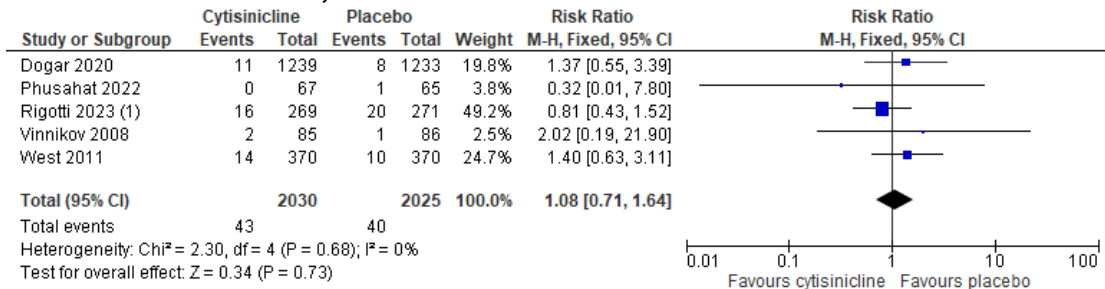 Cytisinicline Placebo Risk Ratio Risk Ratio
Study or Subgroup Events Total Events Total Weight M-H, Fixed, 95% CI M-H, Fixed, 95% CI
Dogar 2020 11 1239 8 1233 19.8% 1.37 [0.55, 3.39]
Phusahat 2022 0 67 1 65 3.8% 0.32 [0.01, 7.80]
Rigotti 2023 (1) 16 269 20 271 49.2% 0.81 [0.43, 1.52]
Vinnikov 2008 2 85 1 86 2.5% 2.02 [0.19, 21.90]
West 2011 14 370 10 370 24.7% 1.40 [0.63, 3.11]
Total (95% CI) 2030 2025 100.0% 1.08 [0.71, 1.64]
Total events 43 40
Heterogeneity: Chi² = 2.30, df = 4 (P = 0.68); I² = 0%
Test for overall effect: Z = 0.34 (P = 0.73)
0.01 0.1 1 10 100
Favours cytisinicline Favours placebo